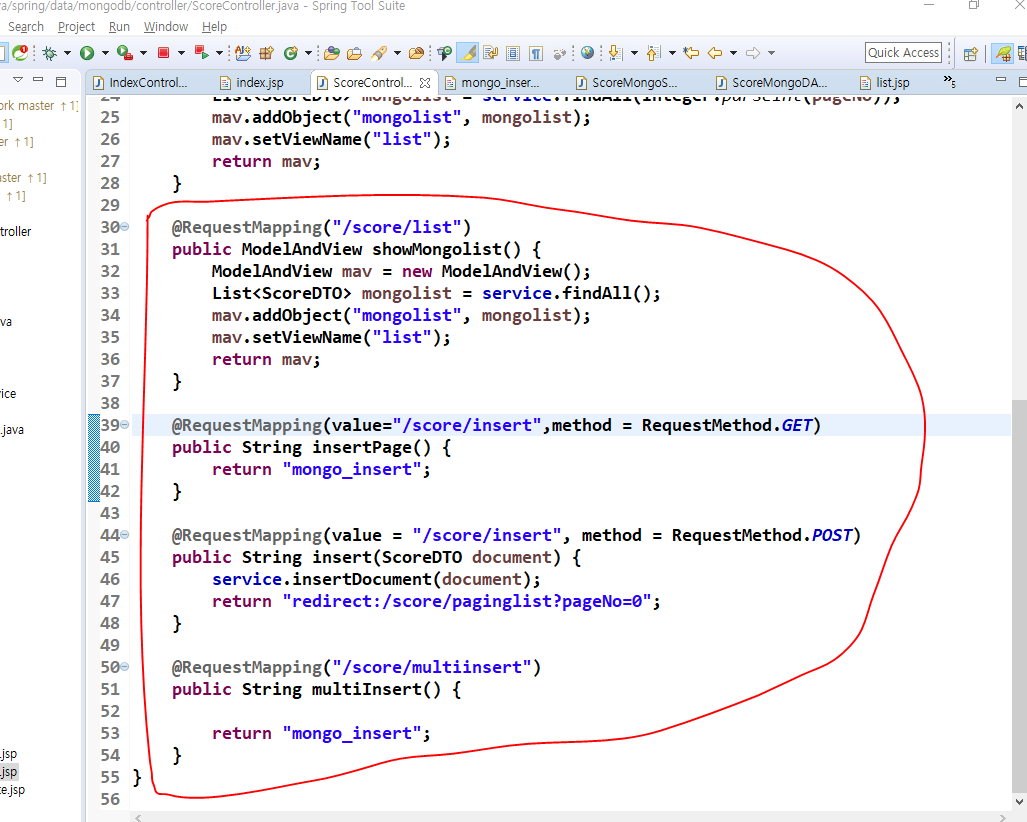 va/spring/data/mongodb/controller/ScoreController.java - Spring Tool Suite
Search Project Run Window Help
Quick Access
IndexControl... index.jsp ScoreControl... mongo_inser... ScoreMongoS... ScoreMongoDA... list.jsp »5
ork master ↑1]
1]
er ↑1]
aster ↑1]
↑1]
troller
va
ice
.java
.jsp
.jsp
te.jsp
24 List<ScoreDTO> mongolist = service.findAll(Integer.parseInt(pageNo));
25 mav.addObject("mongolist", mongolist);
26 mav.setViewName("list");
27 return mav;
28 }
29
30 @RequestMapping("/score/list")
31 public ModelAndView showMongolist() {
32 ModelAndView mav = new ModelAndView();
33 List<ScoreDTO> mongolist = service.findAll();
34 mav.addObject("mongolist", mongolist);
35 mav.setViewName("list");
36 return mav;
37 }
38
39 @RequestMapping(value="/score/insert",method = RequestMethod.GET)
40 public String insertPage() {
41 return "mongo_insert";
42 }
43
44 @RequestMapping(value = "/score/insert", method = RequestMethod.POST)
45 public String insert(ScoreDTO document) {
46 service.insertDocument(document);
47 return "redirect:/score/paginglist?pageNo=0";
48 }
49
50 @RequestMapping("/score/multiinsert")
51 public String multiInsert() {
52
53 return "mongo_insert";
54 }
55 }
56